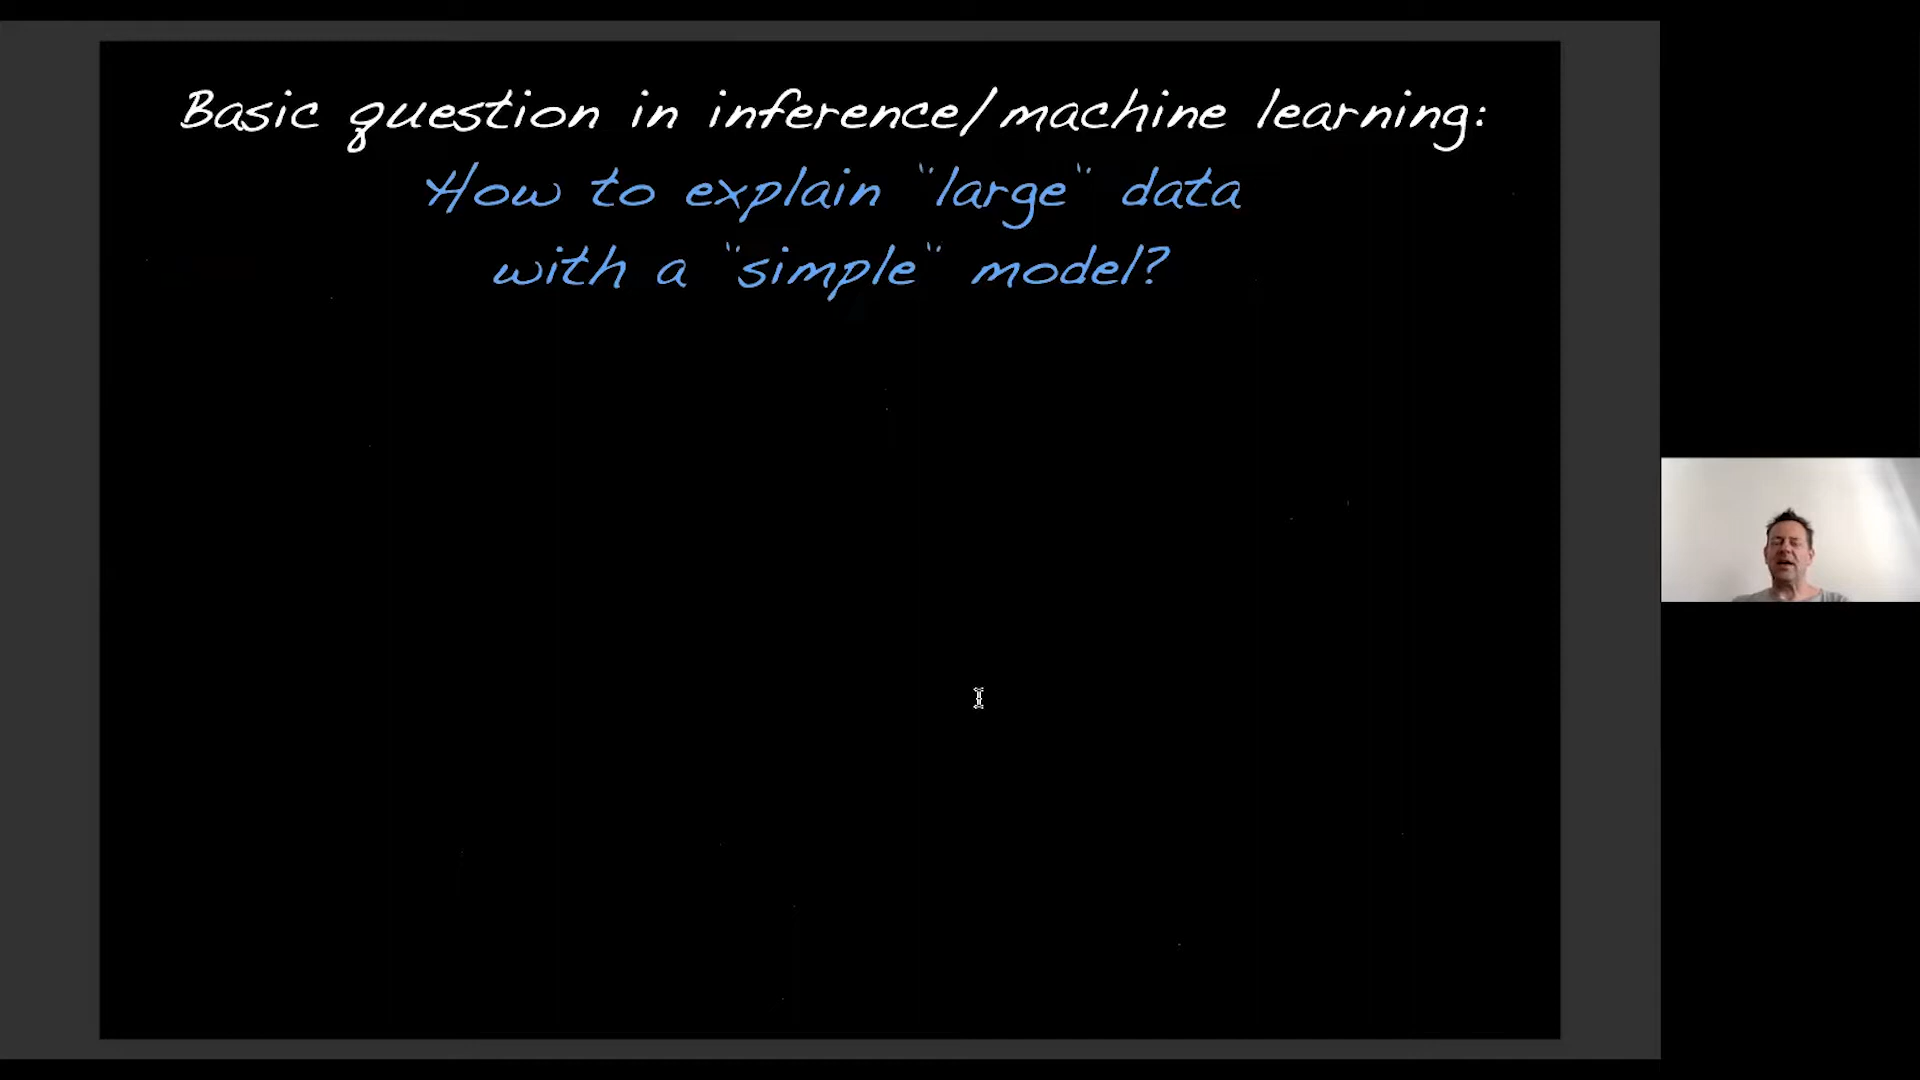 Basic question in inference/machine learning:
How to explain "large" data
with a "simple" model?